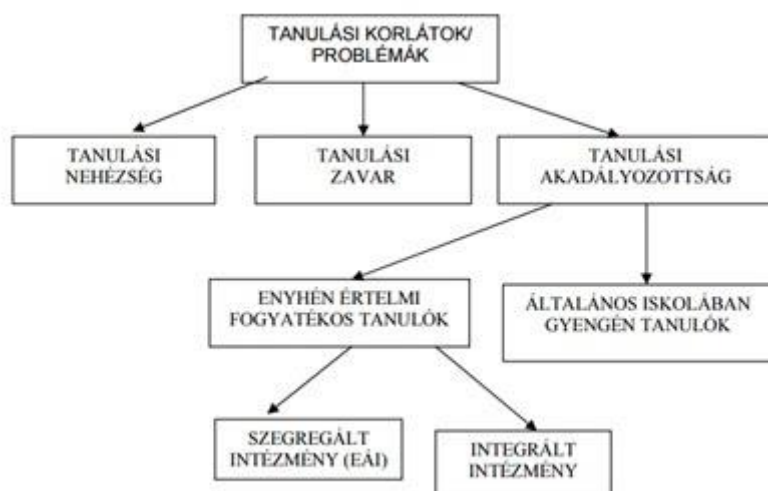 TANULÁSI KORLÁTOK/
PROBLÉMÁK
TANULÁSI
NEHÉZSÉG
TANULÁSI
ZAVAR
TANULÁSI
AKADÁLYOZOTTSÁG
ENYHÉN ÉRTELMI
FOGYATÉKOS TANULÓK
ÁLTALÁNOS ISKOLÁBAN
GYENGÉN TANULÓK
SZEGREGÁLT
INTÉZMÉNY (EÁI)
INTEGRÁLT
INTÉZMÉNY